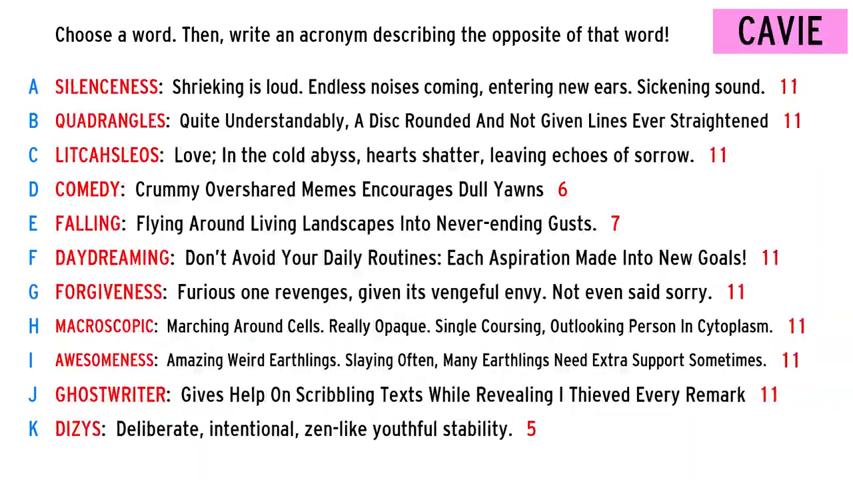 Choose a word. Then, write an acronym describing the opposite of that word!
CAVIE
A SILENCENESS: Shrieking is loud. Endless noises coming, entering new ears. Sickening sound. 11
B QUADRANGLES: Quite Understandably, A Disc Rounded And Not Given Lines Ever Straightened 11
C LITCAHSLEOS: Love; In the cold abyss, hearts shatter, leaving echoes of sorrow. 11
D COMEDY: Crummy Overshared Memes Encourages Dull Yawns 6
E FALLING: Flying Around Living Landscapes Into Never-ending Gusts. 7
F DAYDREAMING: Don't Avoid Your Daily Routines: Each Aspiration Made Into New Goals! 11
G FORGIVENESS: Furious one revenges, given its vengeful envy. Not even said sorry. 11
H MACROSCOPIC: Marching Around Cells. Really Opaque. Single Coursing, Outlooking Person In Cytoplasm. 11
I AWESOMENESS: Amazing Weird Earthlings. Slaying Often, Many Earthlings Need Extra Support Sometimes. 11
J GHOSTWRITER: Gives Help On Scribbling Texts While Revealing I Thieved Every Remark 11
K DIZYS: Deliberate, intentional, zen-like youthful stability. 5